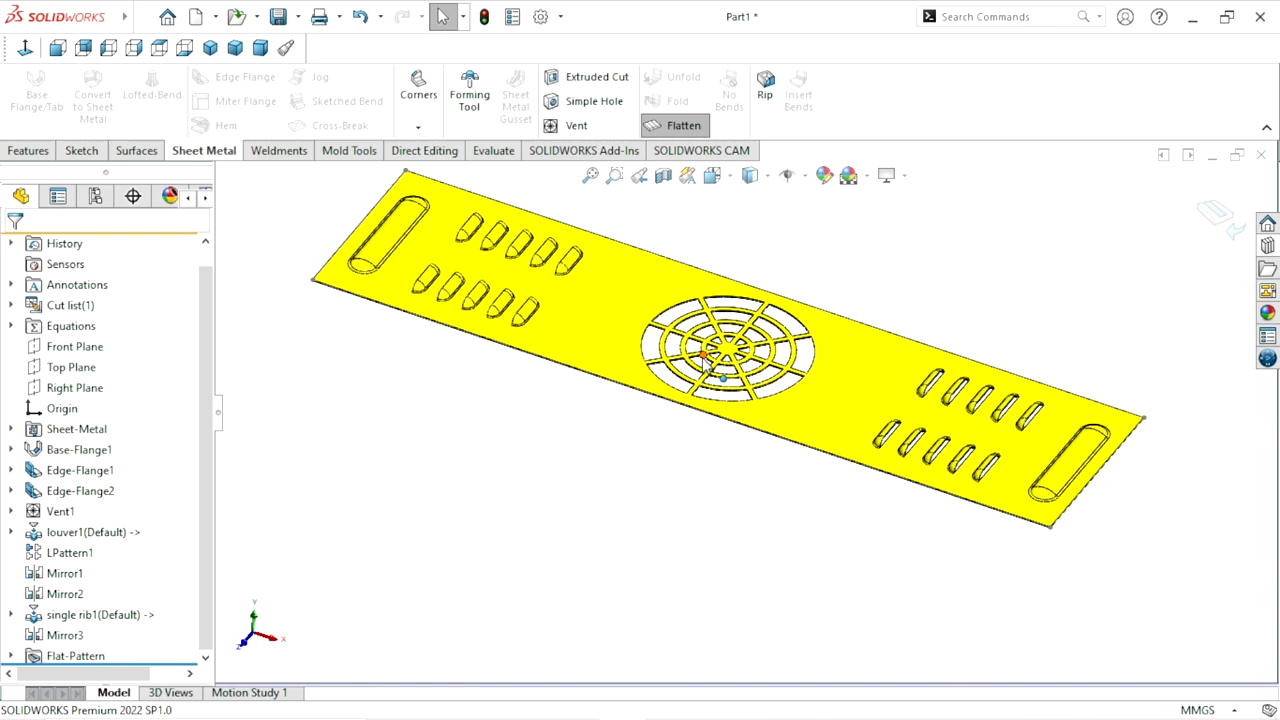 SOLIDWORKS
Part1 *
Search Commands
Base Flange/Tab
Convert to Sheet Metal
Lofted-Bend
Edge Flange
Miter Flange
Hem
Jog
Sketched Bend
Cross-Break
Corners
Forming Tool
Sheet Metal Gusset
Extruded Cut
Simple Hole
Vent
Unfold
Fold
Flatten
No Bends
Rip
Insert Bends
Features
Sketch
Surfaces
Sheet Metal
Weldments
Mold Tools
Direct Editing
Evaluate
SOLIDWORKS Add-Ins
SOLIDWORKS CAM
History
Sensors
Annotations
Cut list(1)
Equations
Front Plane
Top Plane
Right Plane
Origin
Sheet-Metal
Base-Flange1
Edge-Flange1
Edge-Flange2
Vent1
louver1(Default) ->
LPattern1
Mirror1
Mirror2
single rib1(Default) ->
Mirror3
Flat-Pattern
Y
X
Z
Model
3D Views
Motion Study 1
SOLIDWORKS Premium 2022 SP1.0
MMGS